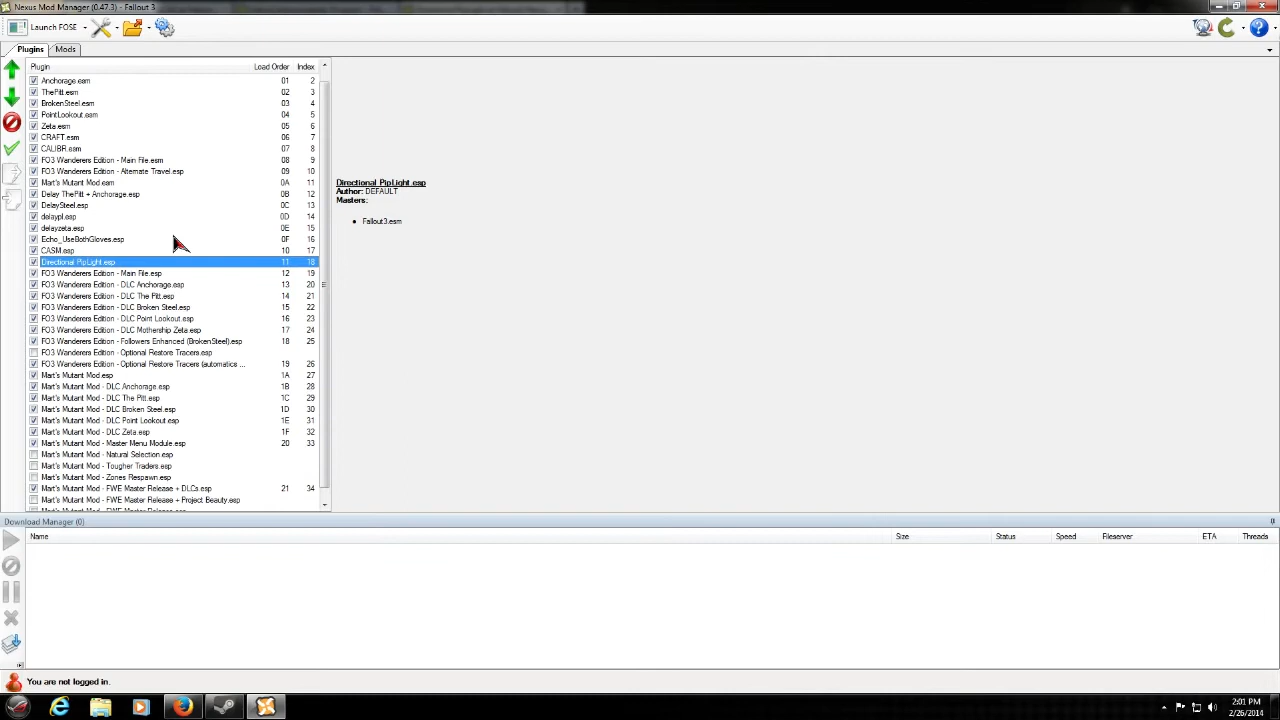 Nexus Mod Manager (0.47.3) - Fallout 3
Launch FOSE
Plugins Mods
Plugin Load Order Index
Anchorage.esm 01 2
ThePitt.esm 02 3
BrokenSteel.esm 03 4
PointLookout.esm 04 5
Zeta.esm 05 6
CRAFT.esm 06 7
CALIBR.esm 07 8
FO3 Wanderers Edition - Main File.esm 08 9
FO3 Wanderers Edition - Alternate Travel.esp 09 10
Mart's Mutant Mod.esm 0A 11
Delay ThePitt + Anchorage.esp 0B 12
DelaySteel.esp 0C 13
delaypl.esp 0D 14
delayzeta.esp 0E 15
Echo_UseBothGloves.esp 0F 16
CASM.esp 10 17
Directional PipLight.esp 11 18
FO3 Wanderers Edition - Main File.esp 12 19
FO3 Wanderers Edition - DLC Anchorage.esp 13 20
FO3 Wanderers Edition - DLC The Pitt.esp 14 21
FO3 Wanderers Edition - DLC Broken Steel.esp 15 22
FO3 Wanderers Edition - DLC Point Lookout.esp 16 23
FO3 Wanderers Edition - DLC Mothership Zeta.esp 17 24
FO3 Wanderers Edition - Followers Enhanced (BrokenSteel).esp 18 25
FO3 Wanderers Edition - Optional Restore Tracers.esp
FO3 Wanderers Edition - Optional Restore Tracers (automatics ... 19 26
Mart's Mutant Mod.esp 1A 27
Mart's Mutant Mod - DLC Anchorage.esp 1B 28
Mart's Mutant Mod - DLC The Pitt.esp 1C 29
Mart's Mutant Mod - DLC Broken Steel.esp 1D 30
Mart's Mutant Mod - DLC Point Lookout.esp 1E 31
Mart's Mutant Mod - DLC Zeta.esp 1F 32
Mart's Mutant Mod - Master Menu Module.esp 20 33
Mart's Mutant Mod - Natural Selection.esp
Mart's Mutant Mod - Tougher Traders.esp
Mart's Mutant Mod - Zones Respawn.esp
Mart's Mutant Mod - FWE Master Release + DLCs.esp 21 34
Mart's Mutant Mod - FWE Master Release + Project Beauty.esp
Directional PipLight.esp
Author: DEFAULT
Masters:
Fallout3.esm
Download Manager (0)
Name Size Status Speed Fileserver ETA Threads
You are not logged in.
2:01 PM
2/26/2014